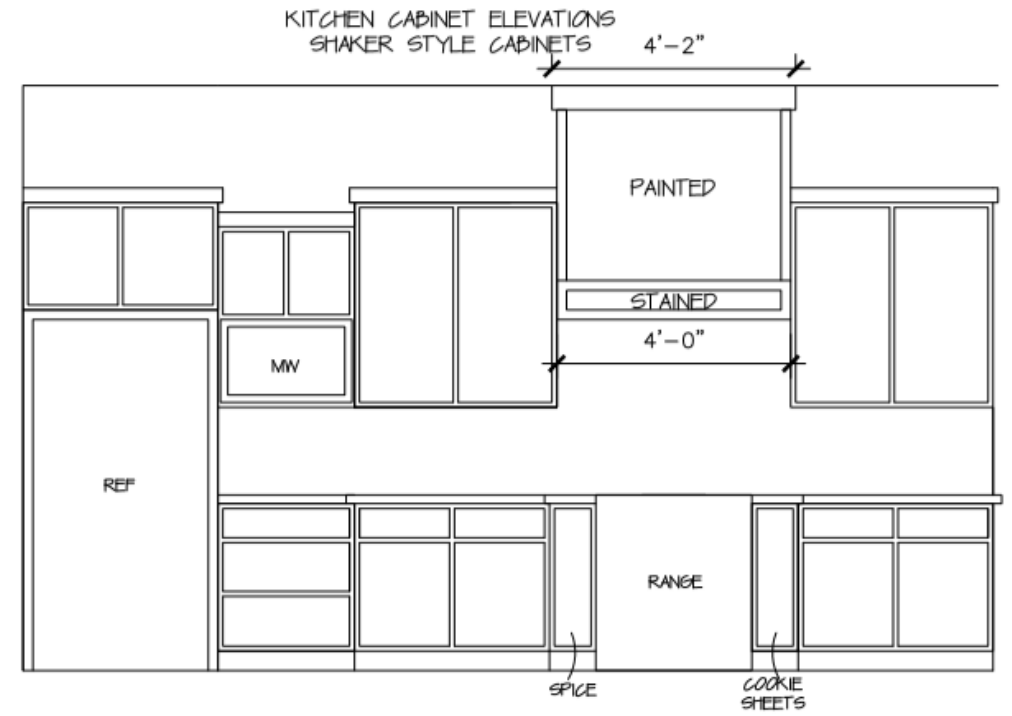 KITCHEN CABINET ELEVATIONS
SHAKER STYLE CABINETS
4'-2"
PAINTED
STAINED
4'-0"
MW
REF
RANGE
SPICE
COOKIE
SHEETS